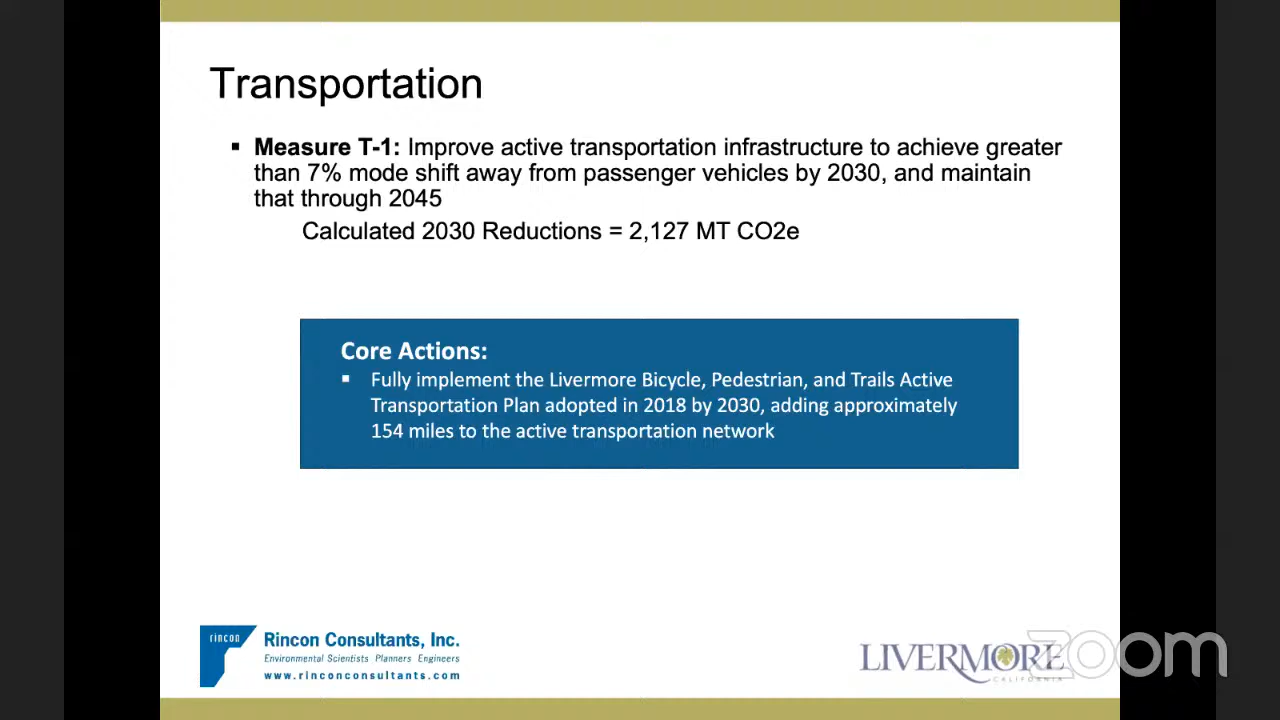 Transportation
▪ Measure T-1: Improve active transportation infrastructure to achieve greater
than 7% mode shift away from passenger vehicles by 2030, and maintain
that through 2045
Calculated 2030 Reductions = 2,127 MT CO2e
Core Actions:
▪ Fully implement the Livermore Bicycle, Pedestrian, and Trails Active
Transportation Plan adopted in 2018 by 2030, adding approximately
154 miles to the active transportation network
rincon
Rincon Consultants, Inc.
Environmental Scientists Planners Engineers
www.rinconconsultants.com
LIVERMORE
CALIFORNIA
zoom